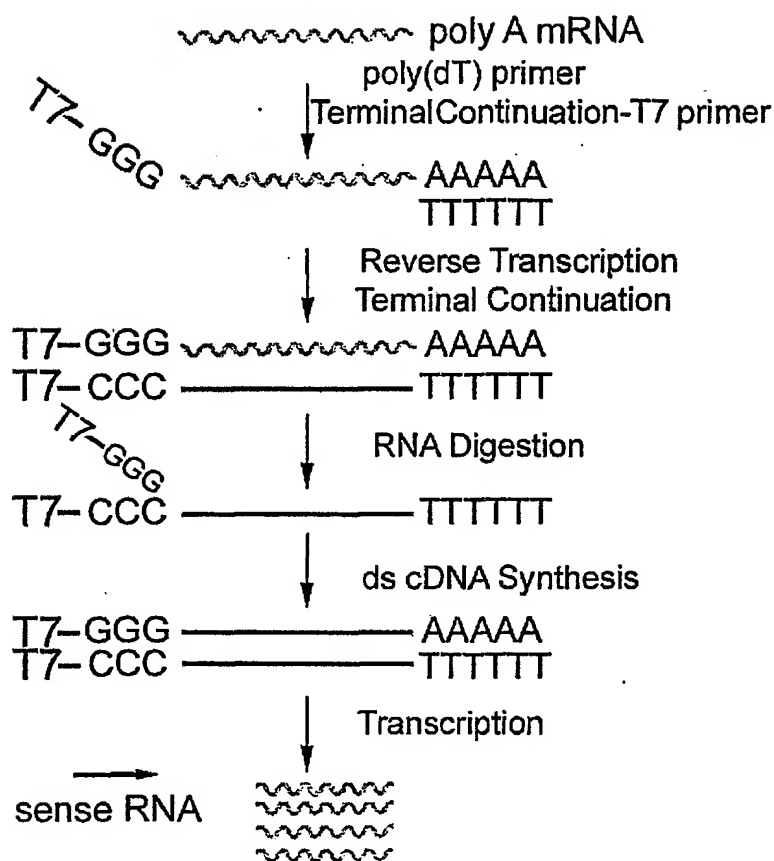 poly A mRNA
poly(dT) primer
Terminal Continuation-T7 primer
T7-GGG
AAAAA
TTTTTT
Reverse Transcription
Terminal Continuation
T7-GGG AAAAA
T7-CCC TTTTTT
T7-GGG
RNA Digestion
T7-CCC TTTTTT
ds cDNA Synthesis
T7-GGG AAAAA
T7-CCC TTTTTT
Transcription
sense RNA